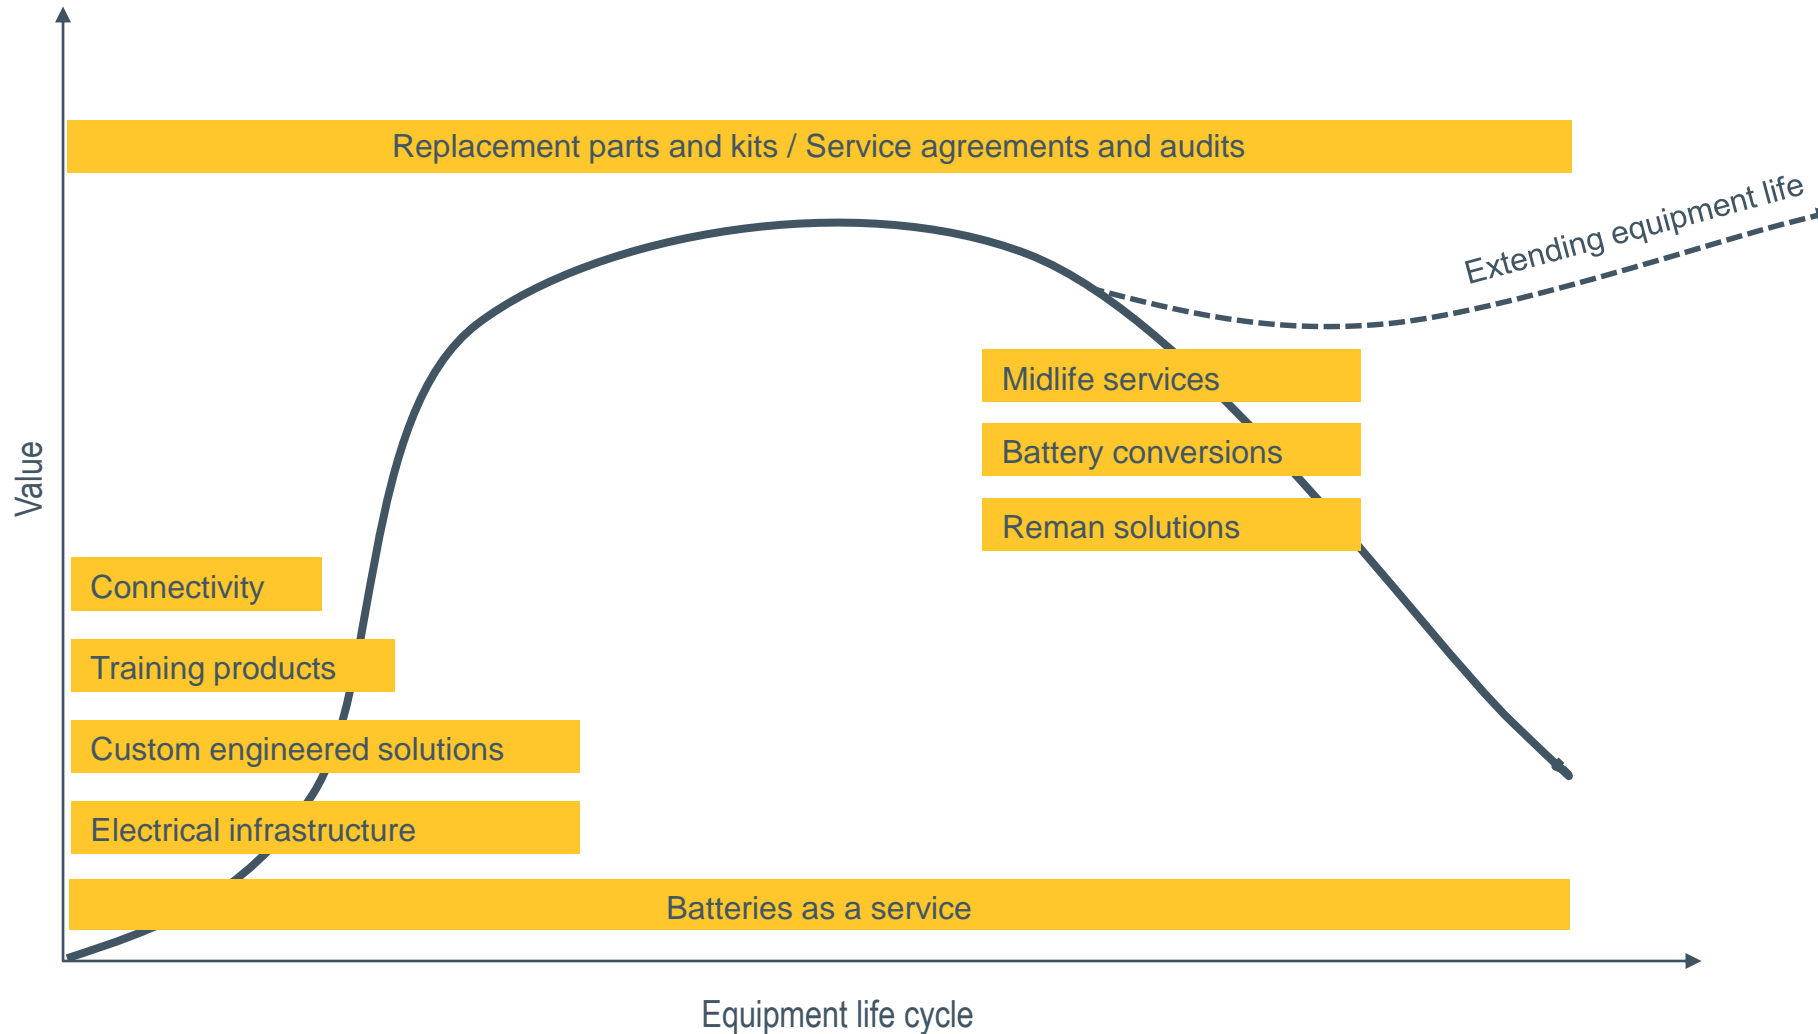 Replacement parts and kits / Service agreements and audits
Extending equipment life
Midlife services
Battery conversions
Reman solutions
Value
Connectivity
Training products
Custom engineered solutions
Electrical infrastructure
Batteries as a service
Equipment life cycle